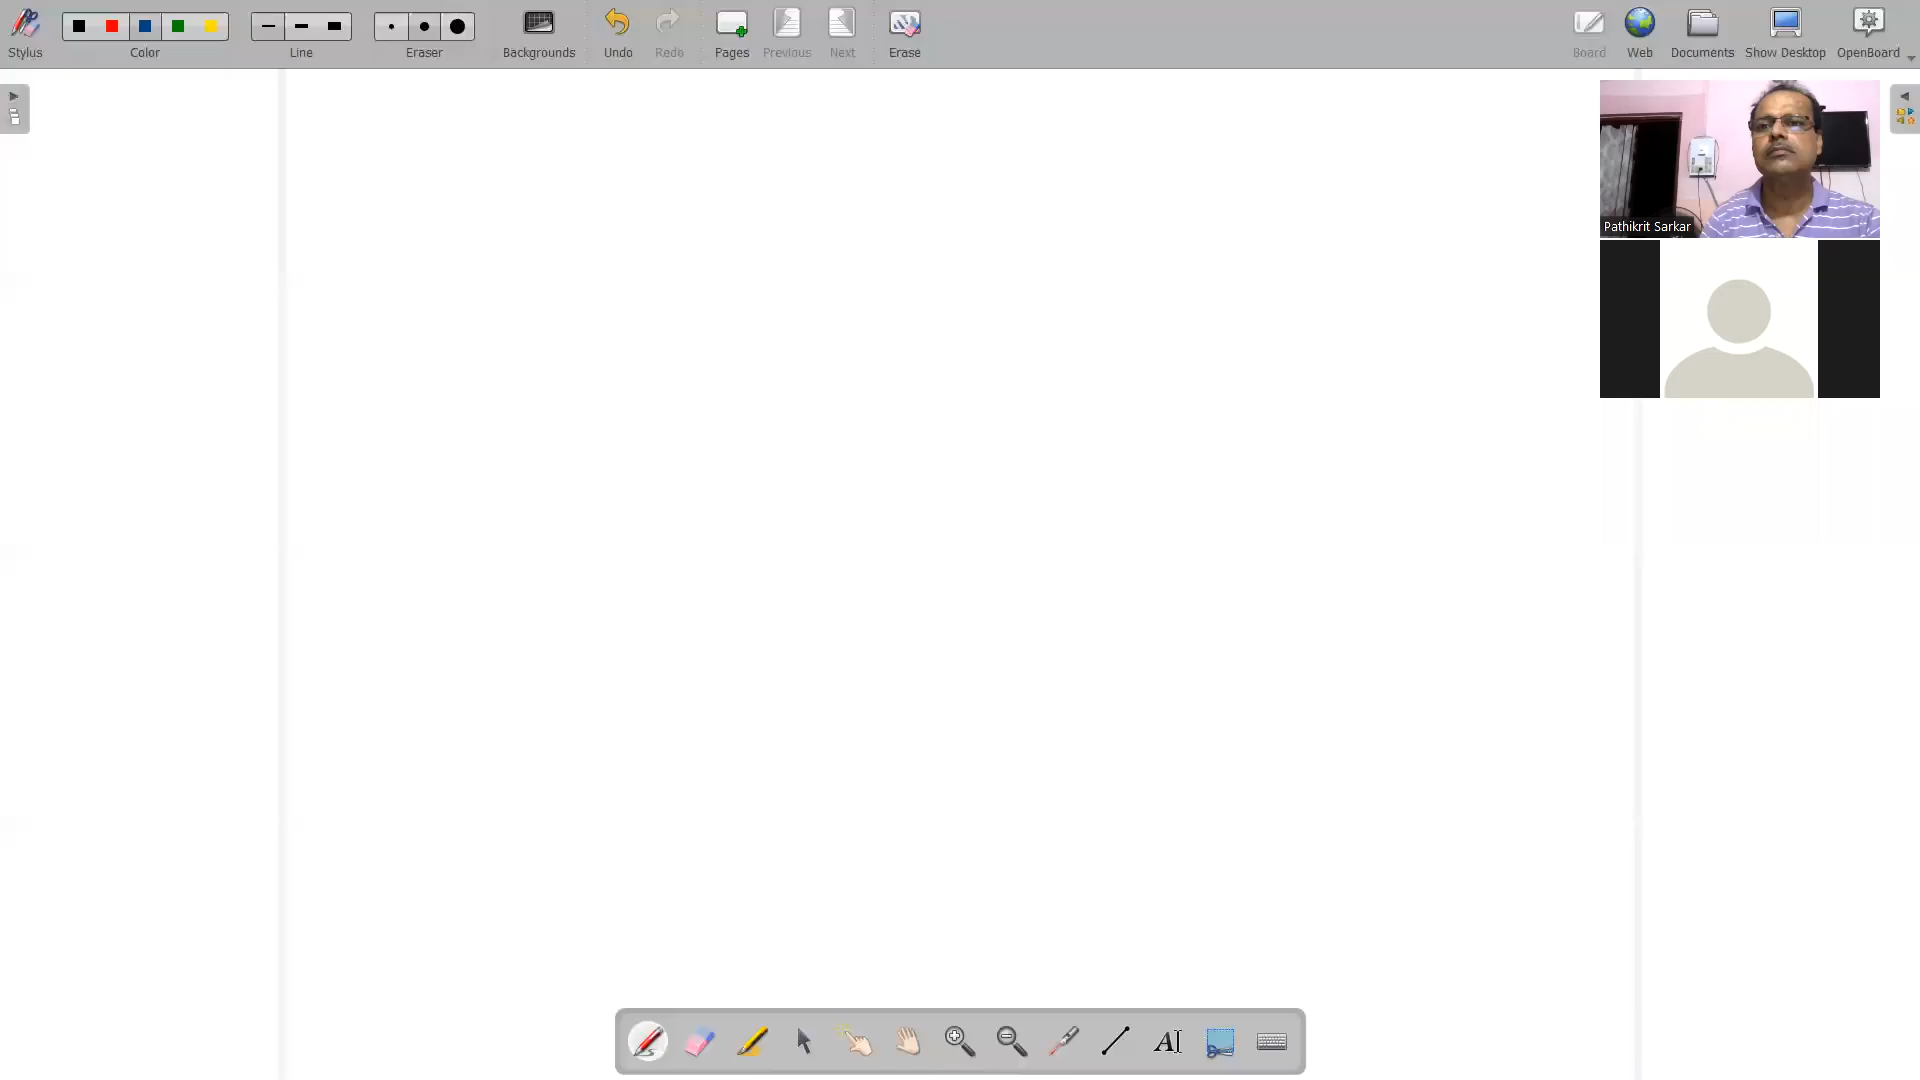 Stylus
Color
Line
Eraser
Backgrounds
Undo
Redo
Pages
Previous
Next
Erase
Board
Web
Documents
Show Desktop
OpenBoard
Pathikrit Sarkar
A